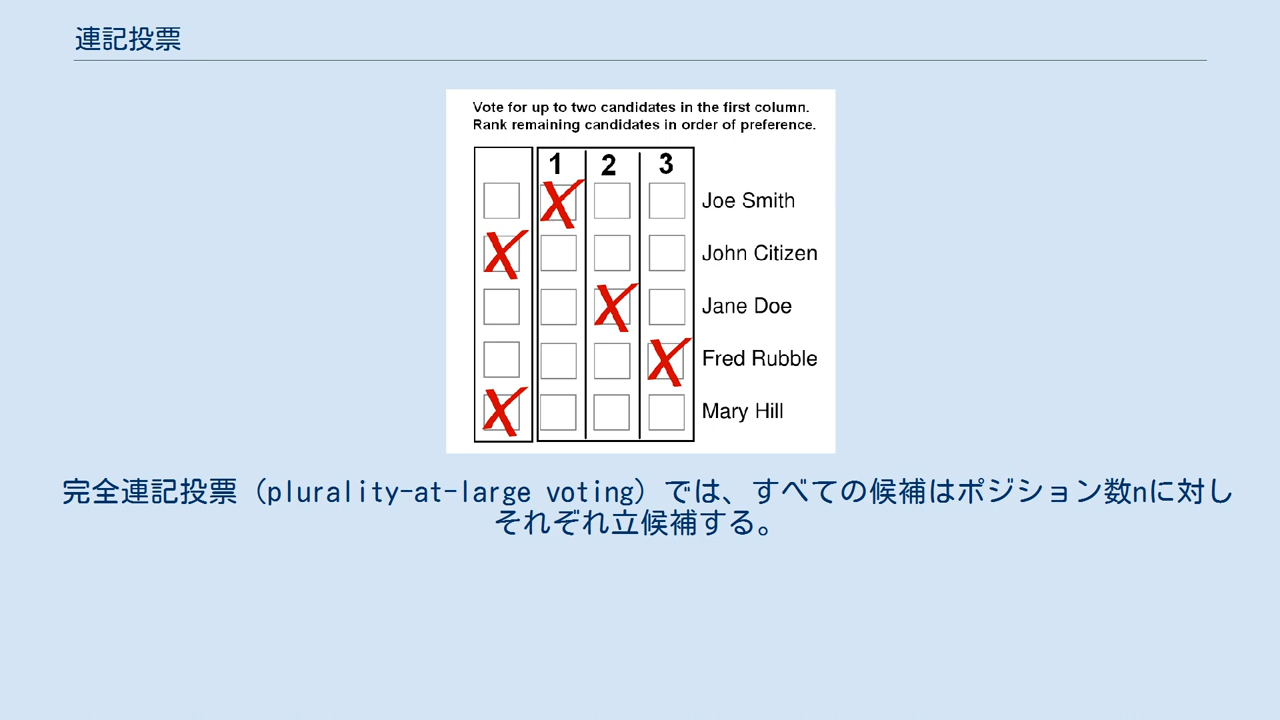 連記投票
Vote for up to two candidates in the first column.
Rank remaining candidates in order of preference.
1 2 3
Joe Smith
John Citizen
Jane Doe
Fred Rubble
Mary Hill
完全連記投票（plurality-at-large voting）では、すべての候補はポジション数nに対し
それぞれ立候補する。